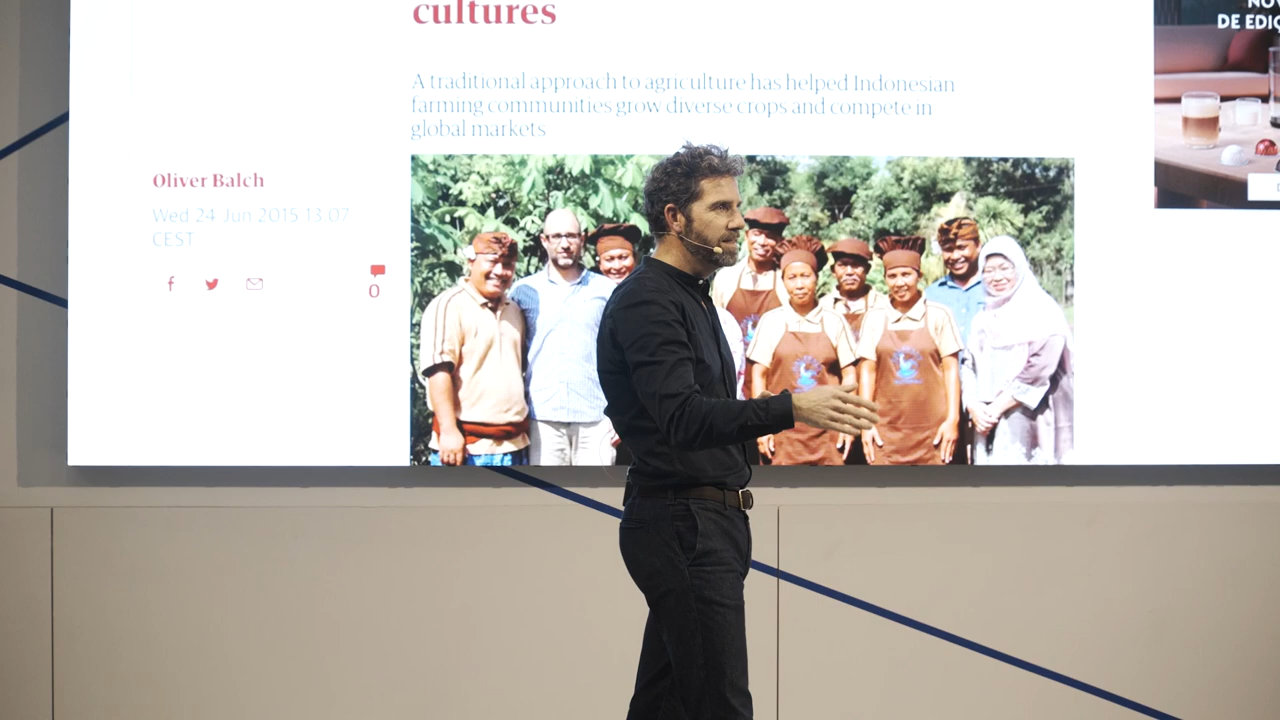 cultures
A traditional approach to agriculture has helped Indonesian
farming communities grow diverse crops and compete in
global markets
Oliver Balch
Wed 24 Jun 2015 13.07
CEST
0
DE